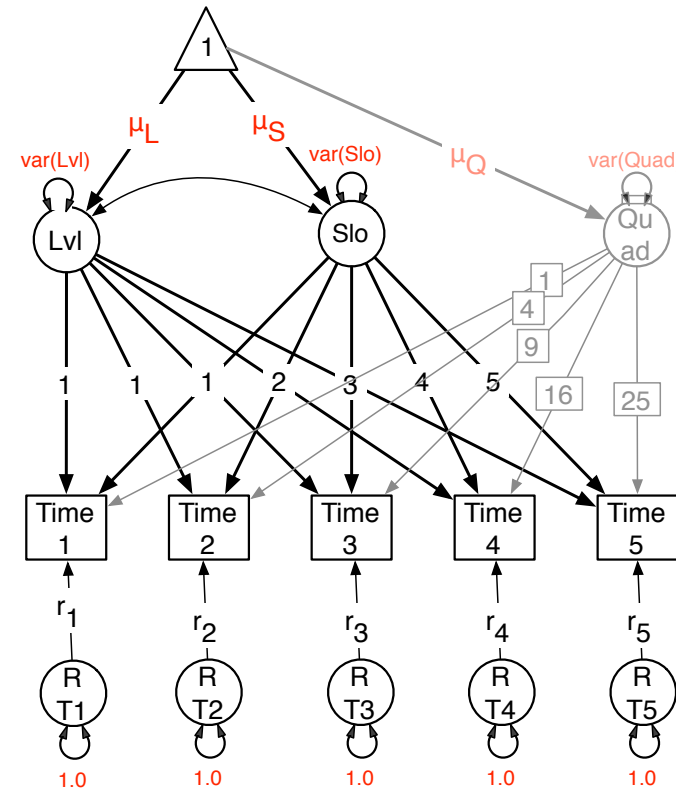 1
μL
μS
μQ
var(Lvl)
var(Slo)
var(Quad
Lvl
Slo
Qu
ad
1
4
9
16
25
1
1
1
2
3
4
5
Time
1
Time
2
Time
3
Time
4
Time
5
r1
r2
r3
r4
r5
R
T1
R
T2
R
T3
R
T4
R
T5
1.0
1.0
1.0
1.0
1.0